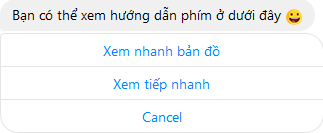 Bạn có thể xem hướng dẫn phím ở dưới đây 😀
Xem nhanh bản đồ
Xem tiếp nhanh
Cancel